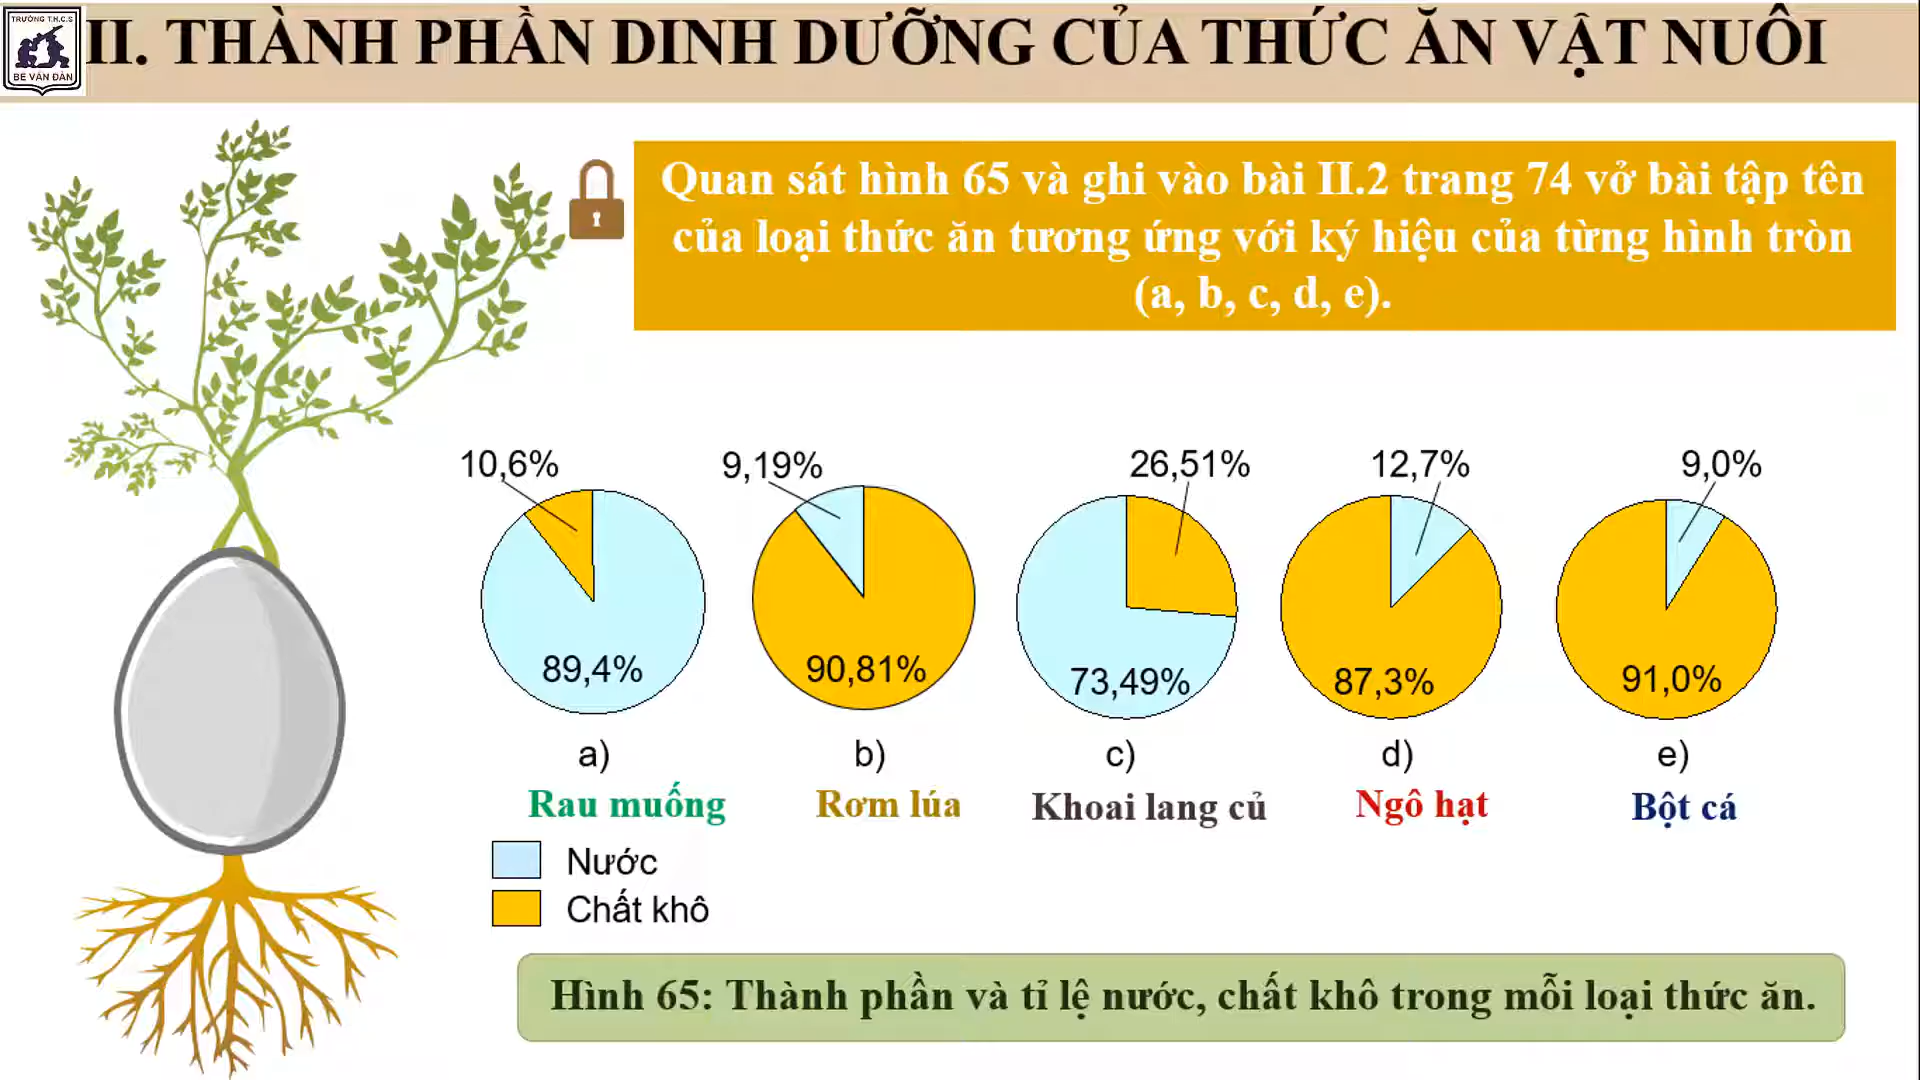 TRƯỜNG T.H.C.S
BẾ VĂN ĐÀN
II. THÀNH PHẦN DINH DƯỠNG CỦA THỨC ĂN VẬT NUÔI
Quan sát hình 65 và ghi vào bài II.2 trang 74 vở bài tập tên
của loại thức ăn tương ứng với ký hiệu của từng hình tròn
(a, b, c, d, e).
10,6% 9,19% 26,51% 12,7% 9,0%
89,4% 90,81% 73,49% 87,3% 91,0%
a) b) c) d) e)
Rau muống Rơm lúa Khoai lang củ Ngô hạt Bột cá
Nước
Chất khô
Hình 65: Thành phần và tỉ lệ nước, chất khô trong mỗi loại thức ăn.